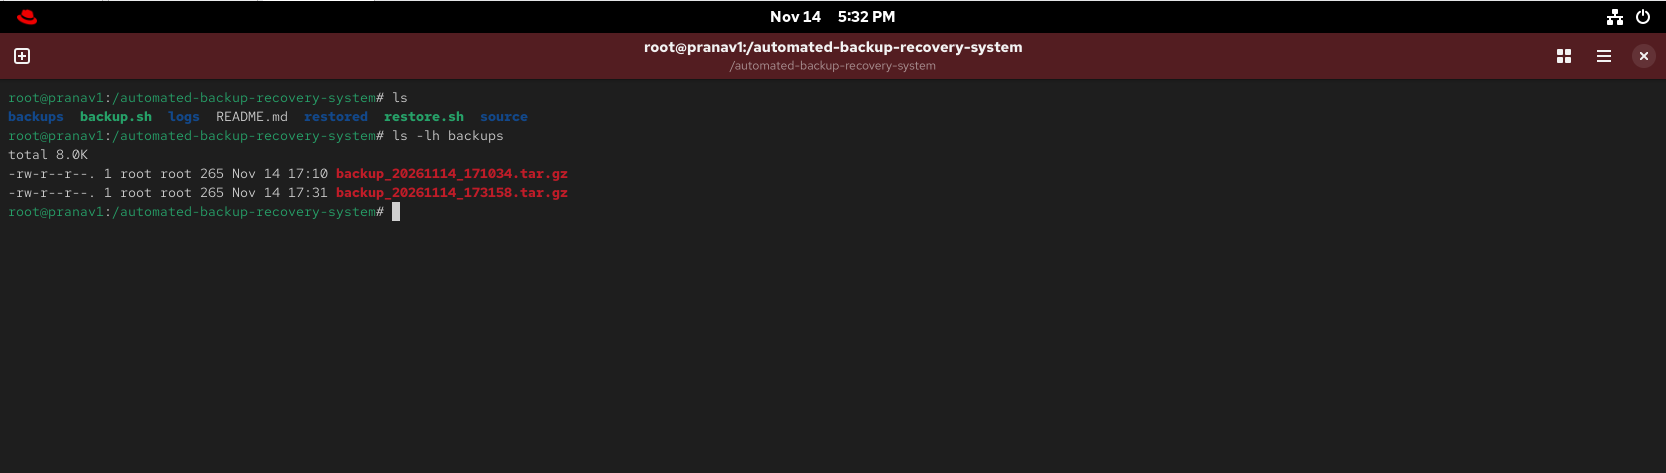 Nov 14 5:32 PM
root@pranav1:/automated-backup-recovery-system
/automated-backup-recovery-system
root@pranav1:/automated-backup-recovery-system# ls
backups backup.sh logs README.md restored restore.sh source
root@pranav1:/automated-backup-recovery-system# ls -lh backups
total 8.0K
-rw-r--r--. 1 root root 265 Nov 14 17:10 backup_20261114_171034.tar.gz
-rw-r--r--. 1 root root 265 Nov 14 17:31 backup_20261114_173158.tar.gz
root@pranav1:/automated-backup-recovery-system#